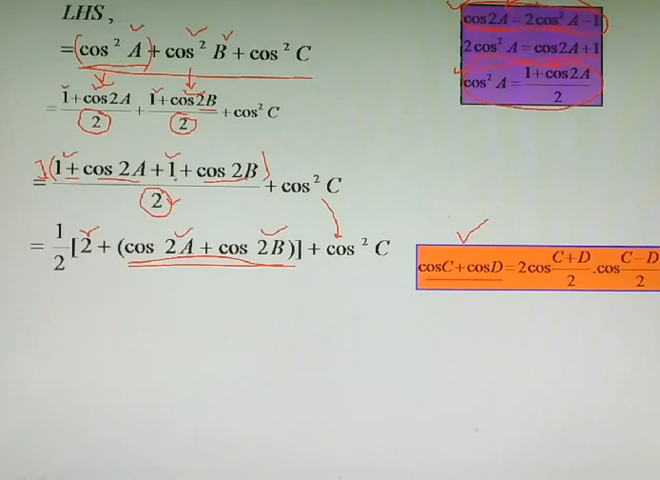 LHS,
=(cos² A)+cos² B+cos² C
= (1+cos2A)/2 + (1+cos2B)/2 +cos² C
= (1+cos 2A+1+cos 2B)/2 +cos² C
= 1/2 [2 + (cos 2A+cos 2B)]+cos² C
cos2A=2cos² A−1
2cos² A=cos2A+1
cos² A= (1+cos2A)/2
cosC+cosD=2cos (C+D)/2 .cos (C−D)/2